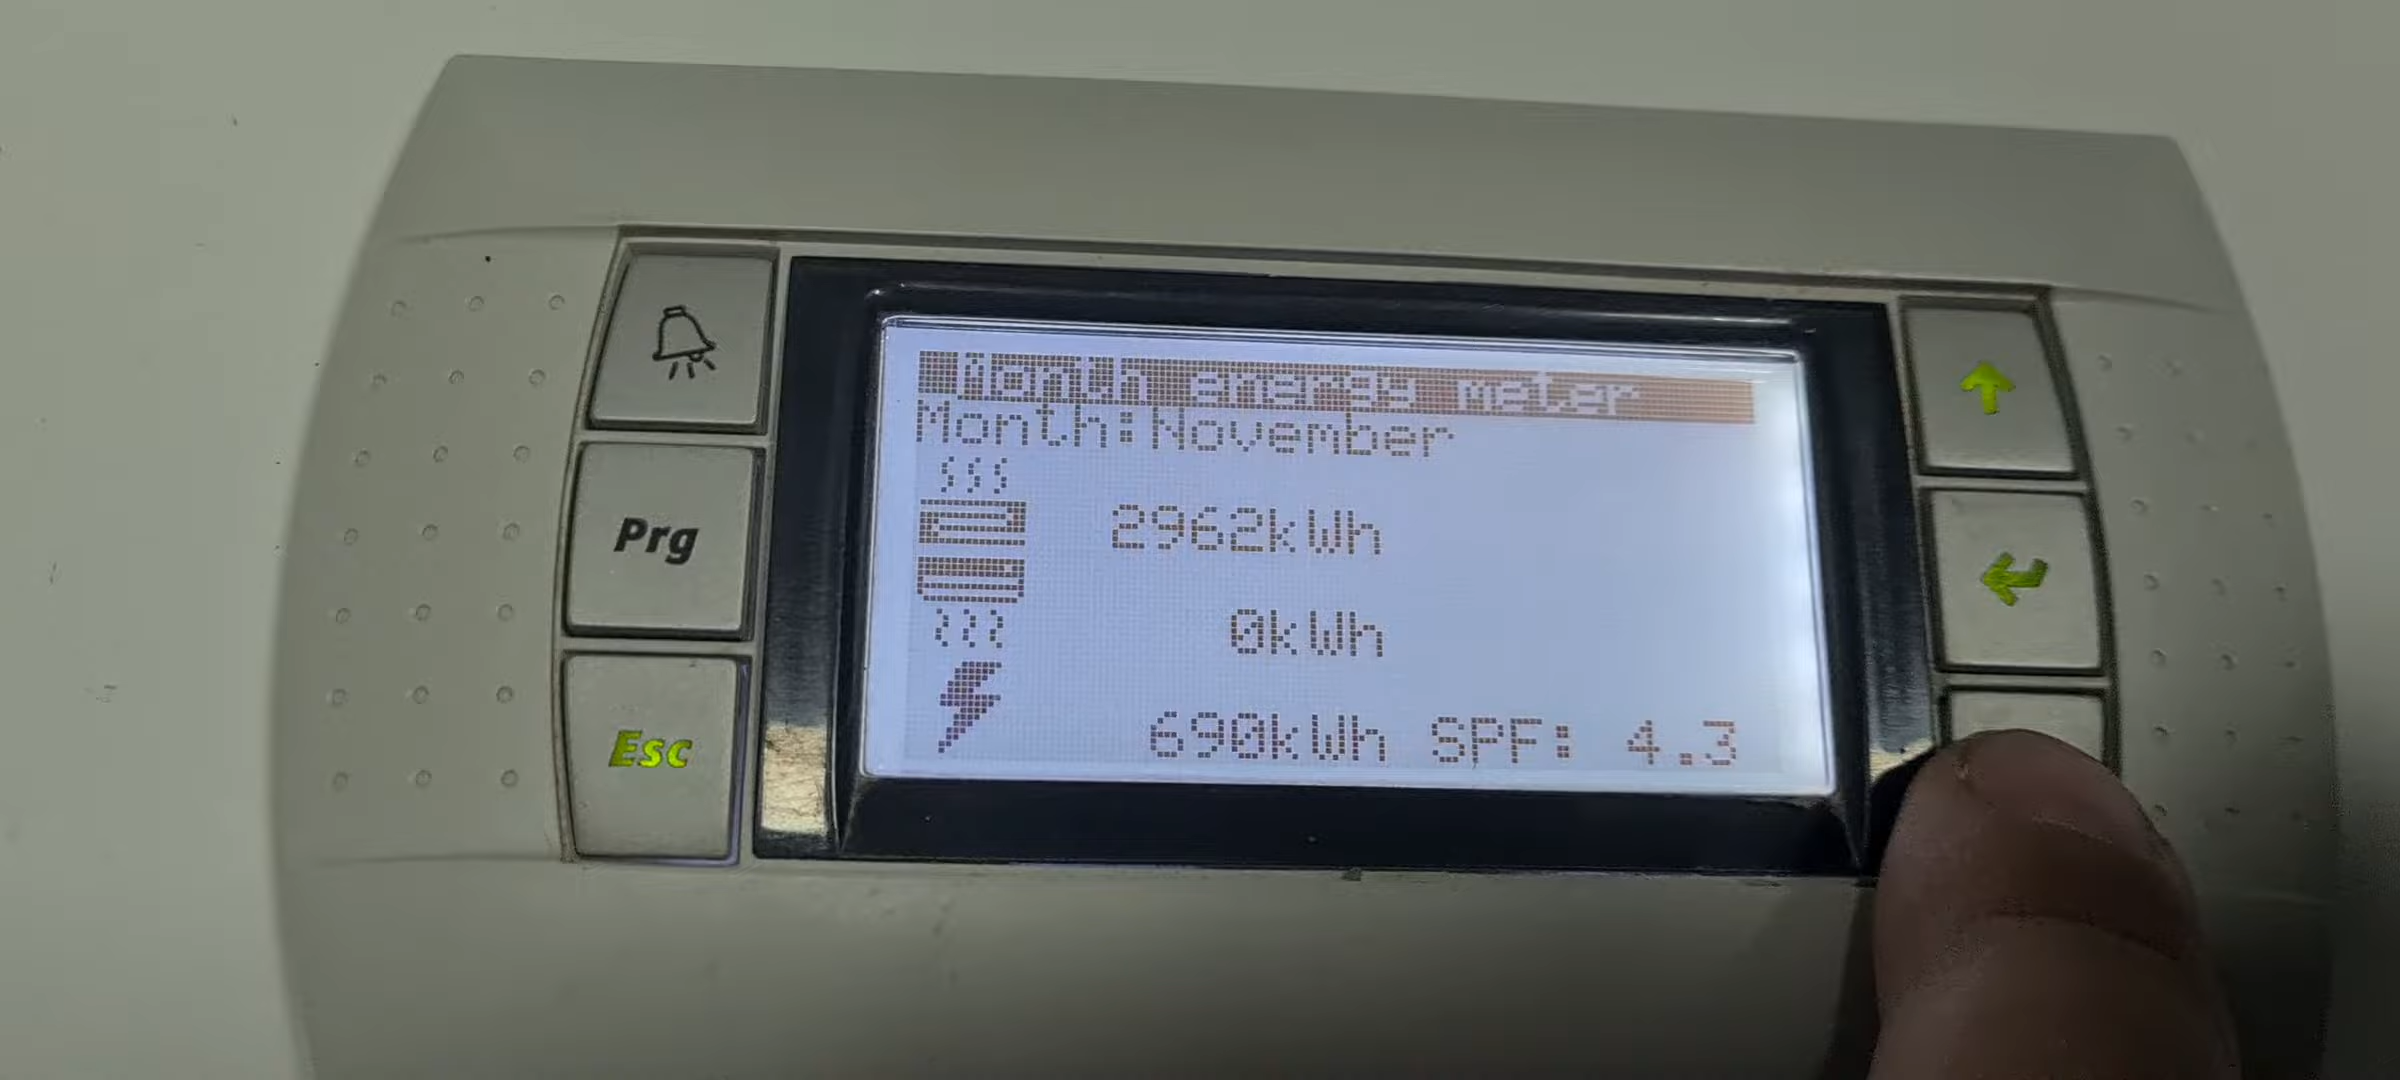 Month energy meter
Month:November
2962kWh
0kWh
690kWh SPF: 4.3
Prg
Esc